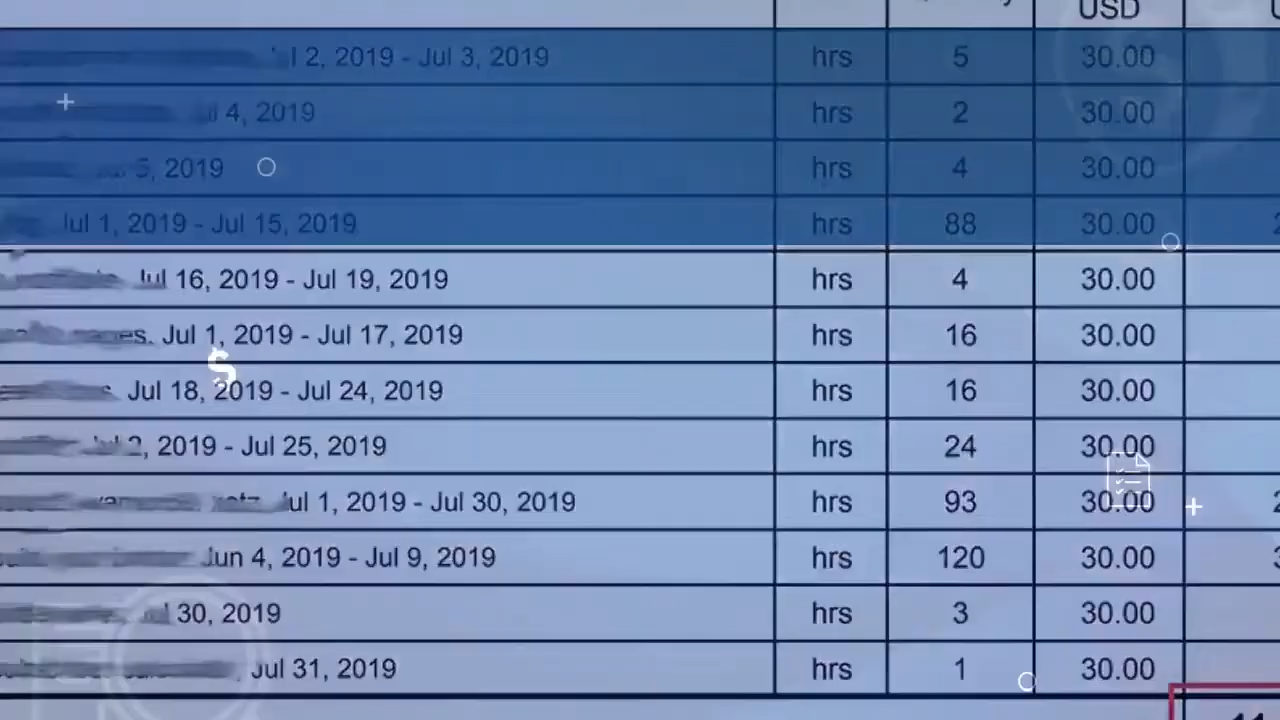 USD
2, 2019 - Jul 3, 2019 hrs 5 30.00
4, 2019 hrs 2 30.00
5, 2019 hrs 4 30.00
Jul 1, 2019 - Jul 15, 2019 hrs 88 30.00
Jul 16, 2019 - Jul 19, 2019 hrs 4 30.00
Jul 1, 2019 - Jul 17, 2019 hrs 16 30.00
Jul 18, 2019 - Jul 24, 2019 hrs 16 30.00
2, 2019 - Jul 25, 2019 hrs 24 30.00
Jul 1, 2019 - Jul 30, 2019 hrs 93 30.00
Jun 4, 2019 - Jul 9, 2019 hrs 120 30.00
30, 2019 hrs 3 30.00
Jul 31, 2019 hrs 1 30.00